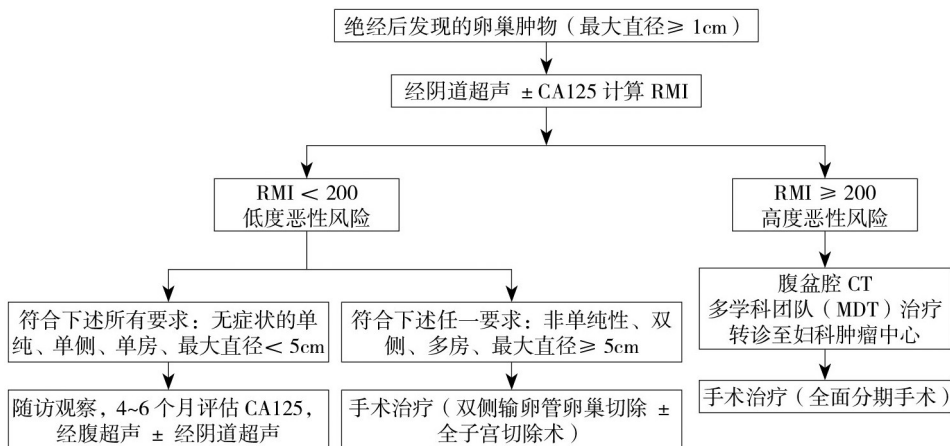 绝经后发现的卵巢肿物（最大直径≥ 1cm）
经阴道超声 ±CA125 计算 RMI
RMI < 200
低度恶性风险
RMI ≥ 200
高度恶性风险
符合下述所有要求：无症状的单
纯、单侧、单房、最大直径< 5cm
符合下述任一要求：非单纯性、双
侧、多房、最大直径≥ 5cm
腹盆腔 CT
多学科团队（MDT）治疗
转诊至妇科肿瘤中心
随访观察，4~6 个月评估 CA125，
经腹超声 ± 经阴道超声
手术治疗（双侧输卵管卵巢切除 ±
全子宫切除术）
手术治疗（全面分期手术）